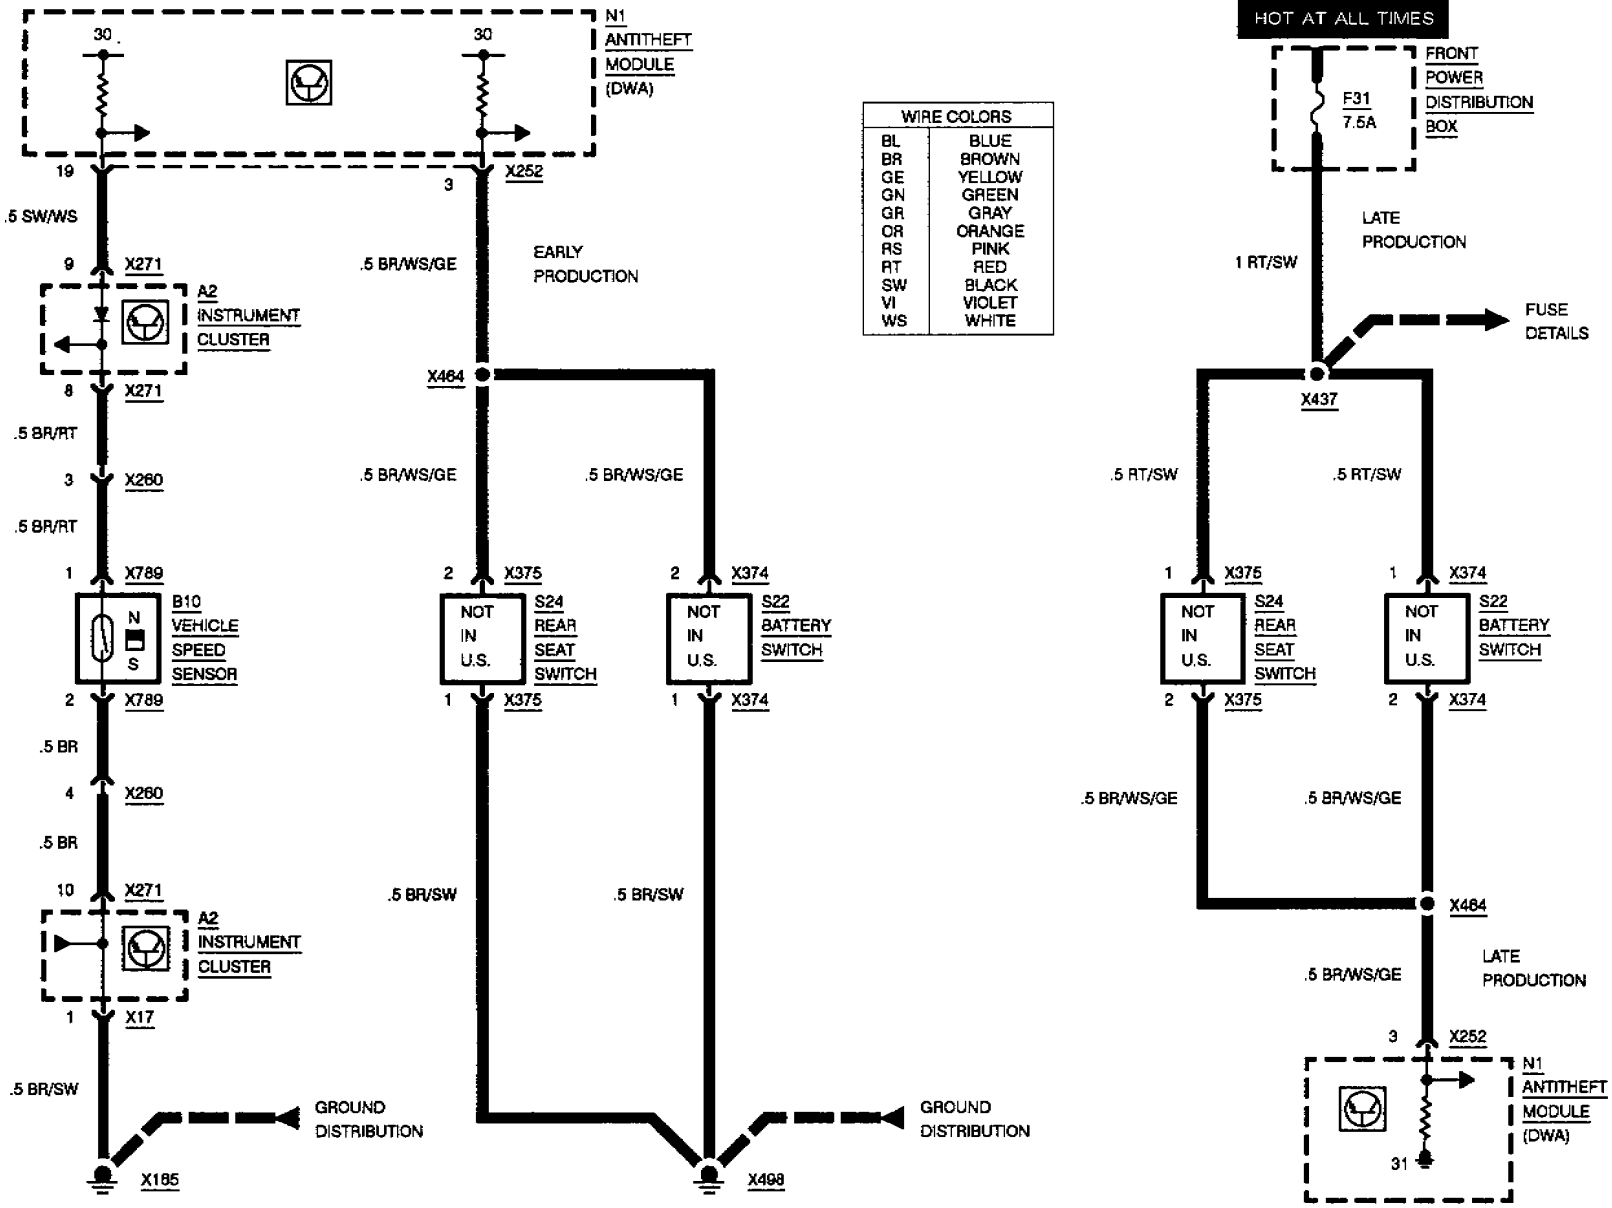 30
30
N1
ANTITHEFT
MODULE
(DWA)
19
3
X252
.5 SW/WS
9
X271
A2
INSTRUMENT
CLUSTER
8
X271
.5 BR/RT
3
X260
.5 BR/RT
1
X789
N
S
B10
VEHICLE
SPEED
SENSOR
2
X789
.5 BR
4
X260
.5 BR
10
X271
A2
INSTRUMENT
CLUSTER
1
X17
.5 BR/SW
X165
GROUND
DISTRIBUTION
.5 BR/WS/GE
EARLY
PRODUCTION
X464
.5 BR/WS/GE
.5 BR/WS/GE
2
X375
NOT
IN
U.S.
S24
REAR
SEAT
SWITCH
1
X375
2
X374
NOT
IN
U.S.
S22
BATTERY
SWITCH
1
X374
.5 BR/SW
.5 BR/SW
X498
GROUND
DISTRIBUTION
WIRE COLORS
BL BLUE
BR BROWN
GE YELLOW
GN GREEN
GR GRAY
OR ORANGE
RS PINK
RT RED
SW BLACK
VI VIOLET
WS WHITE
HOT AT ALL TIMES
FRONT
POWER
DISTRIBUTION
BOX
F31
7.5A
LATE
PRODUCTION
1 RT/SW
FUSE
DETAILS
X437
.5 RT/SW
.5 RT/SW
1
X375
NOT
IN
U.S.
S24
REAR
SEAT
SWITCH
2
X375
1
X374
NOT
IN
U.S.
S22
BATTERY
SWITCH
2
X374
.5 BR/WS/GE
.5 BR/WS/GE
X464
.5 BR/WS/GE
LATE
PRODUCTION
3
X252
N1
ANTITHEFT
MODULE
(DWA)
31